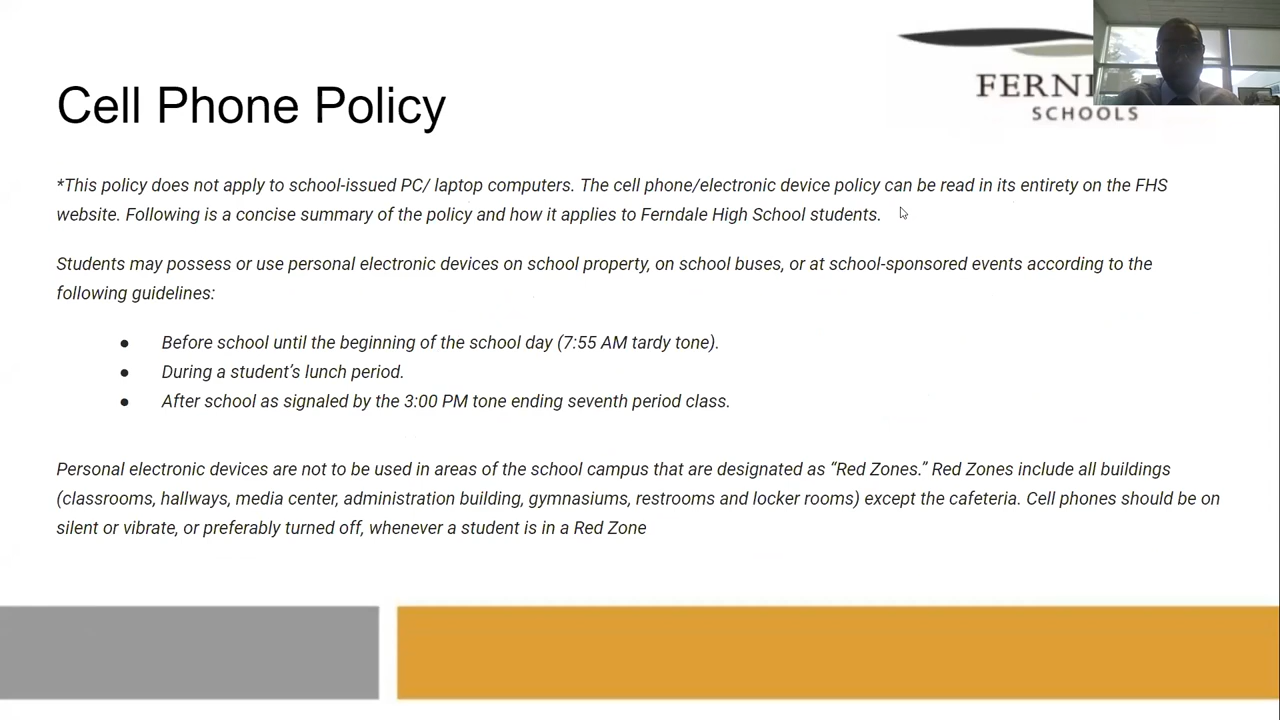 Cell Phone Policy
SCHOOLS
*This policy does not apply to school-issued PC/ laptop computers. The cell phone/electronic device policy can be read in its entirety on the FHS
website. Following is a concise summary of the policy and how it applies to Ferndale High School students.
Students may possess or use personal electronic devices on school property, on school buses, or at school-sponsored events according to the
following guidelines:
● Before school until the beginning of the school day (7:55 AM tardy tone).
● During a student’s lunch period.
● After school as signaled by the 3:00 PM tone ending seventh period class.
Personal electronic devices are not to be used in areas of the school campus that are designated as “Red Zones.” Red Zones include all buildings
(classrooms, hallways, media center, administration building, gymnasiums, restrooms and locker rooms) except the cafeteria. Cell phones should be on
silent or vibrate, or preferably turned off, whenever a student is in a Red Zone